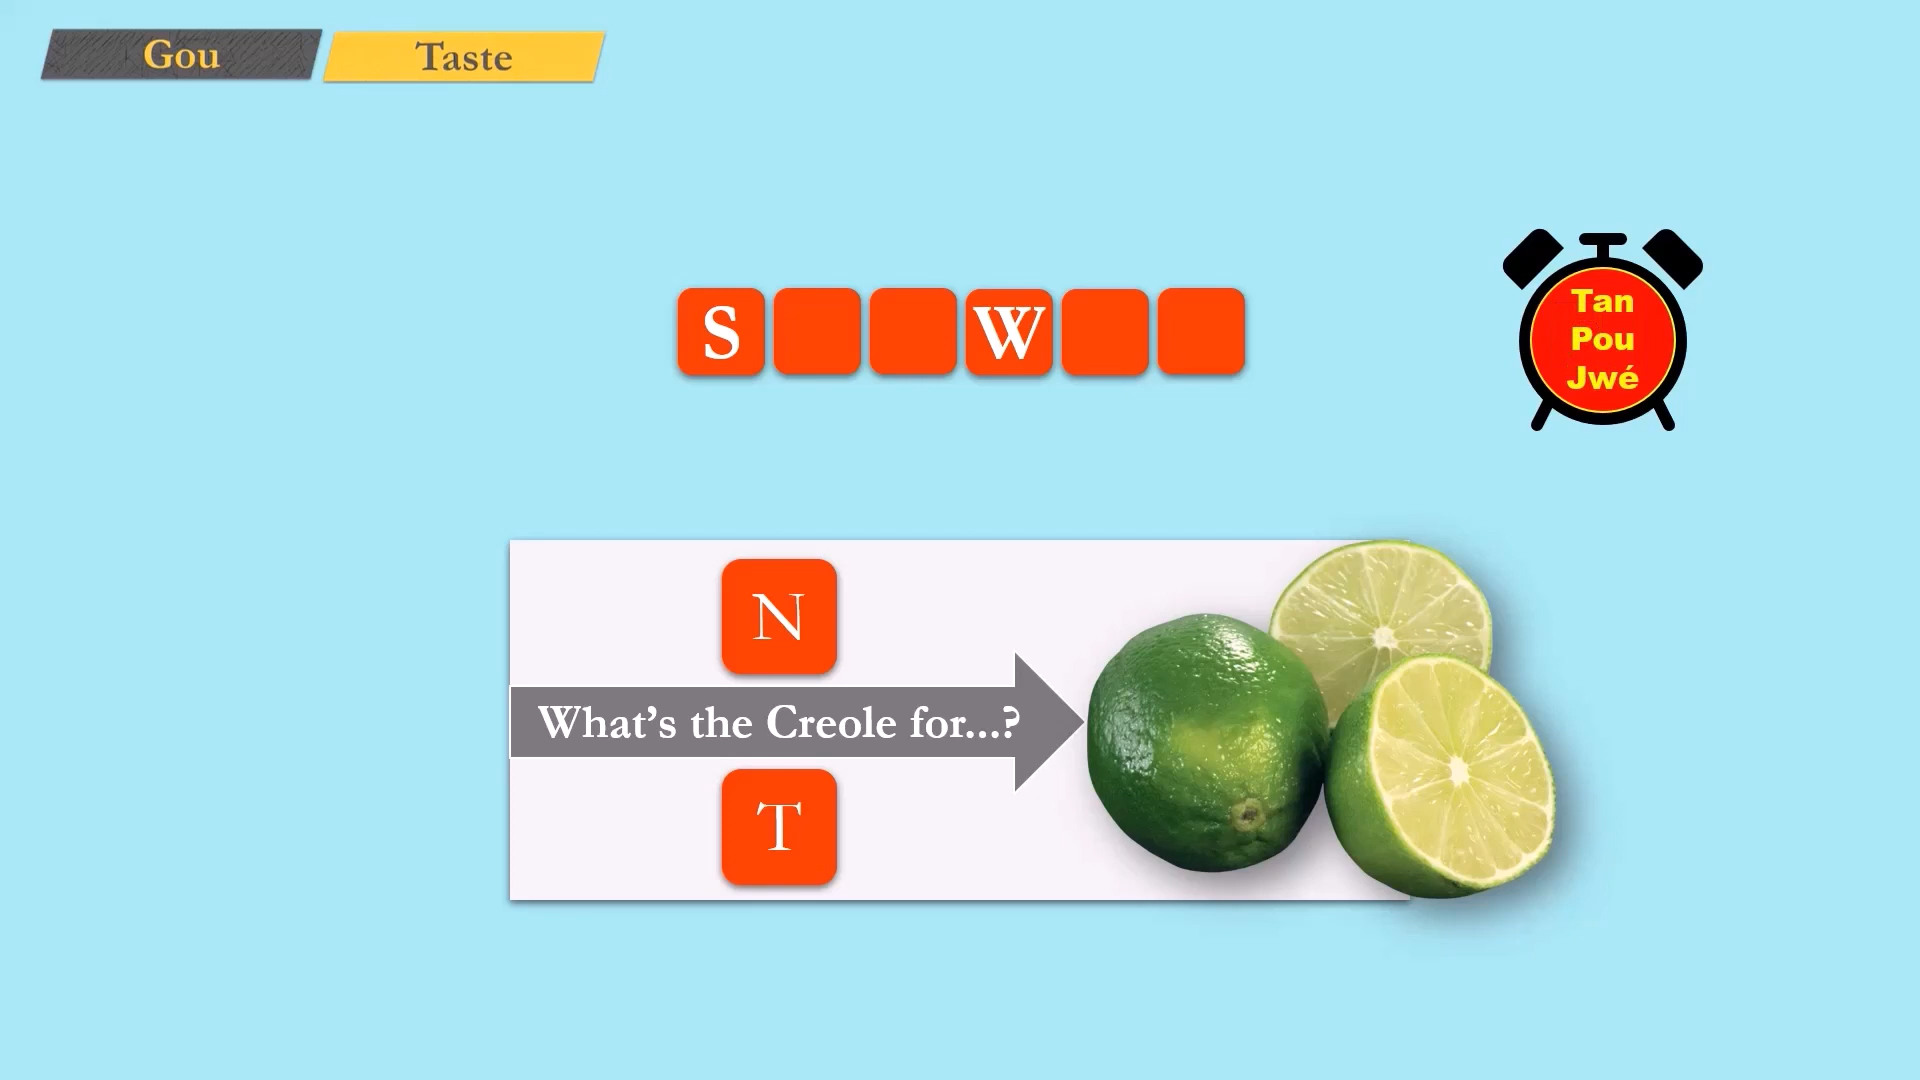 Gou
Taste
S W
Tan
Pou
Jwé
N
What's the Creole for...?
T